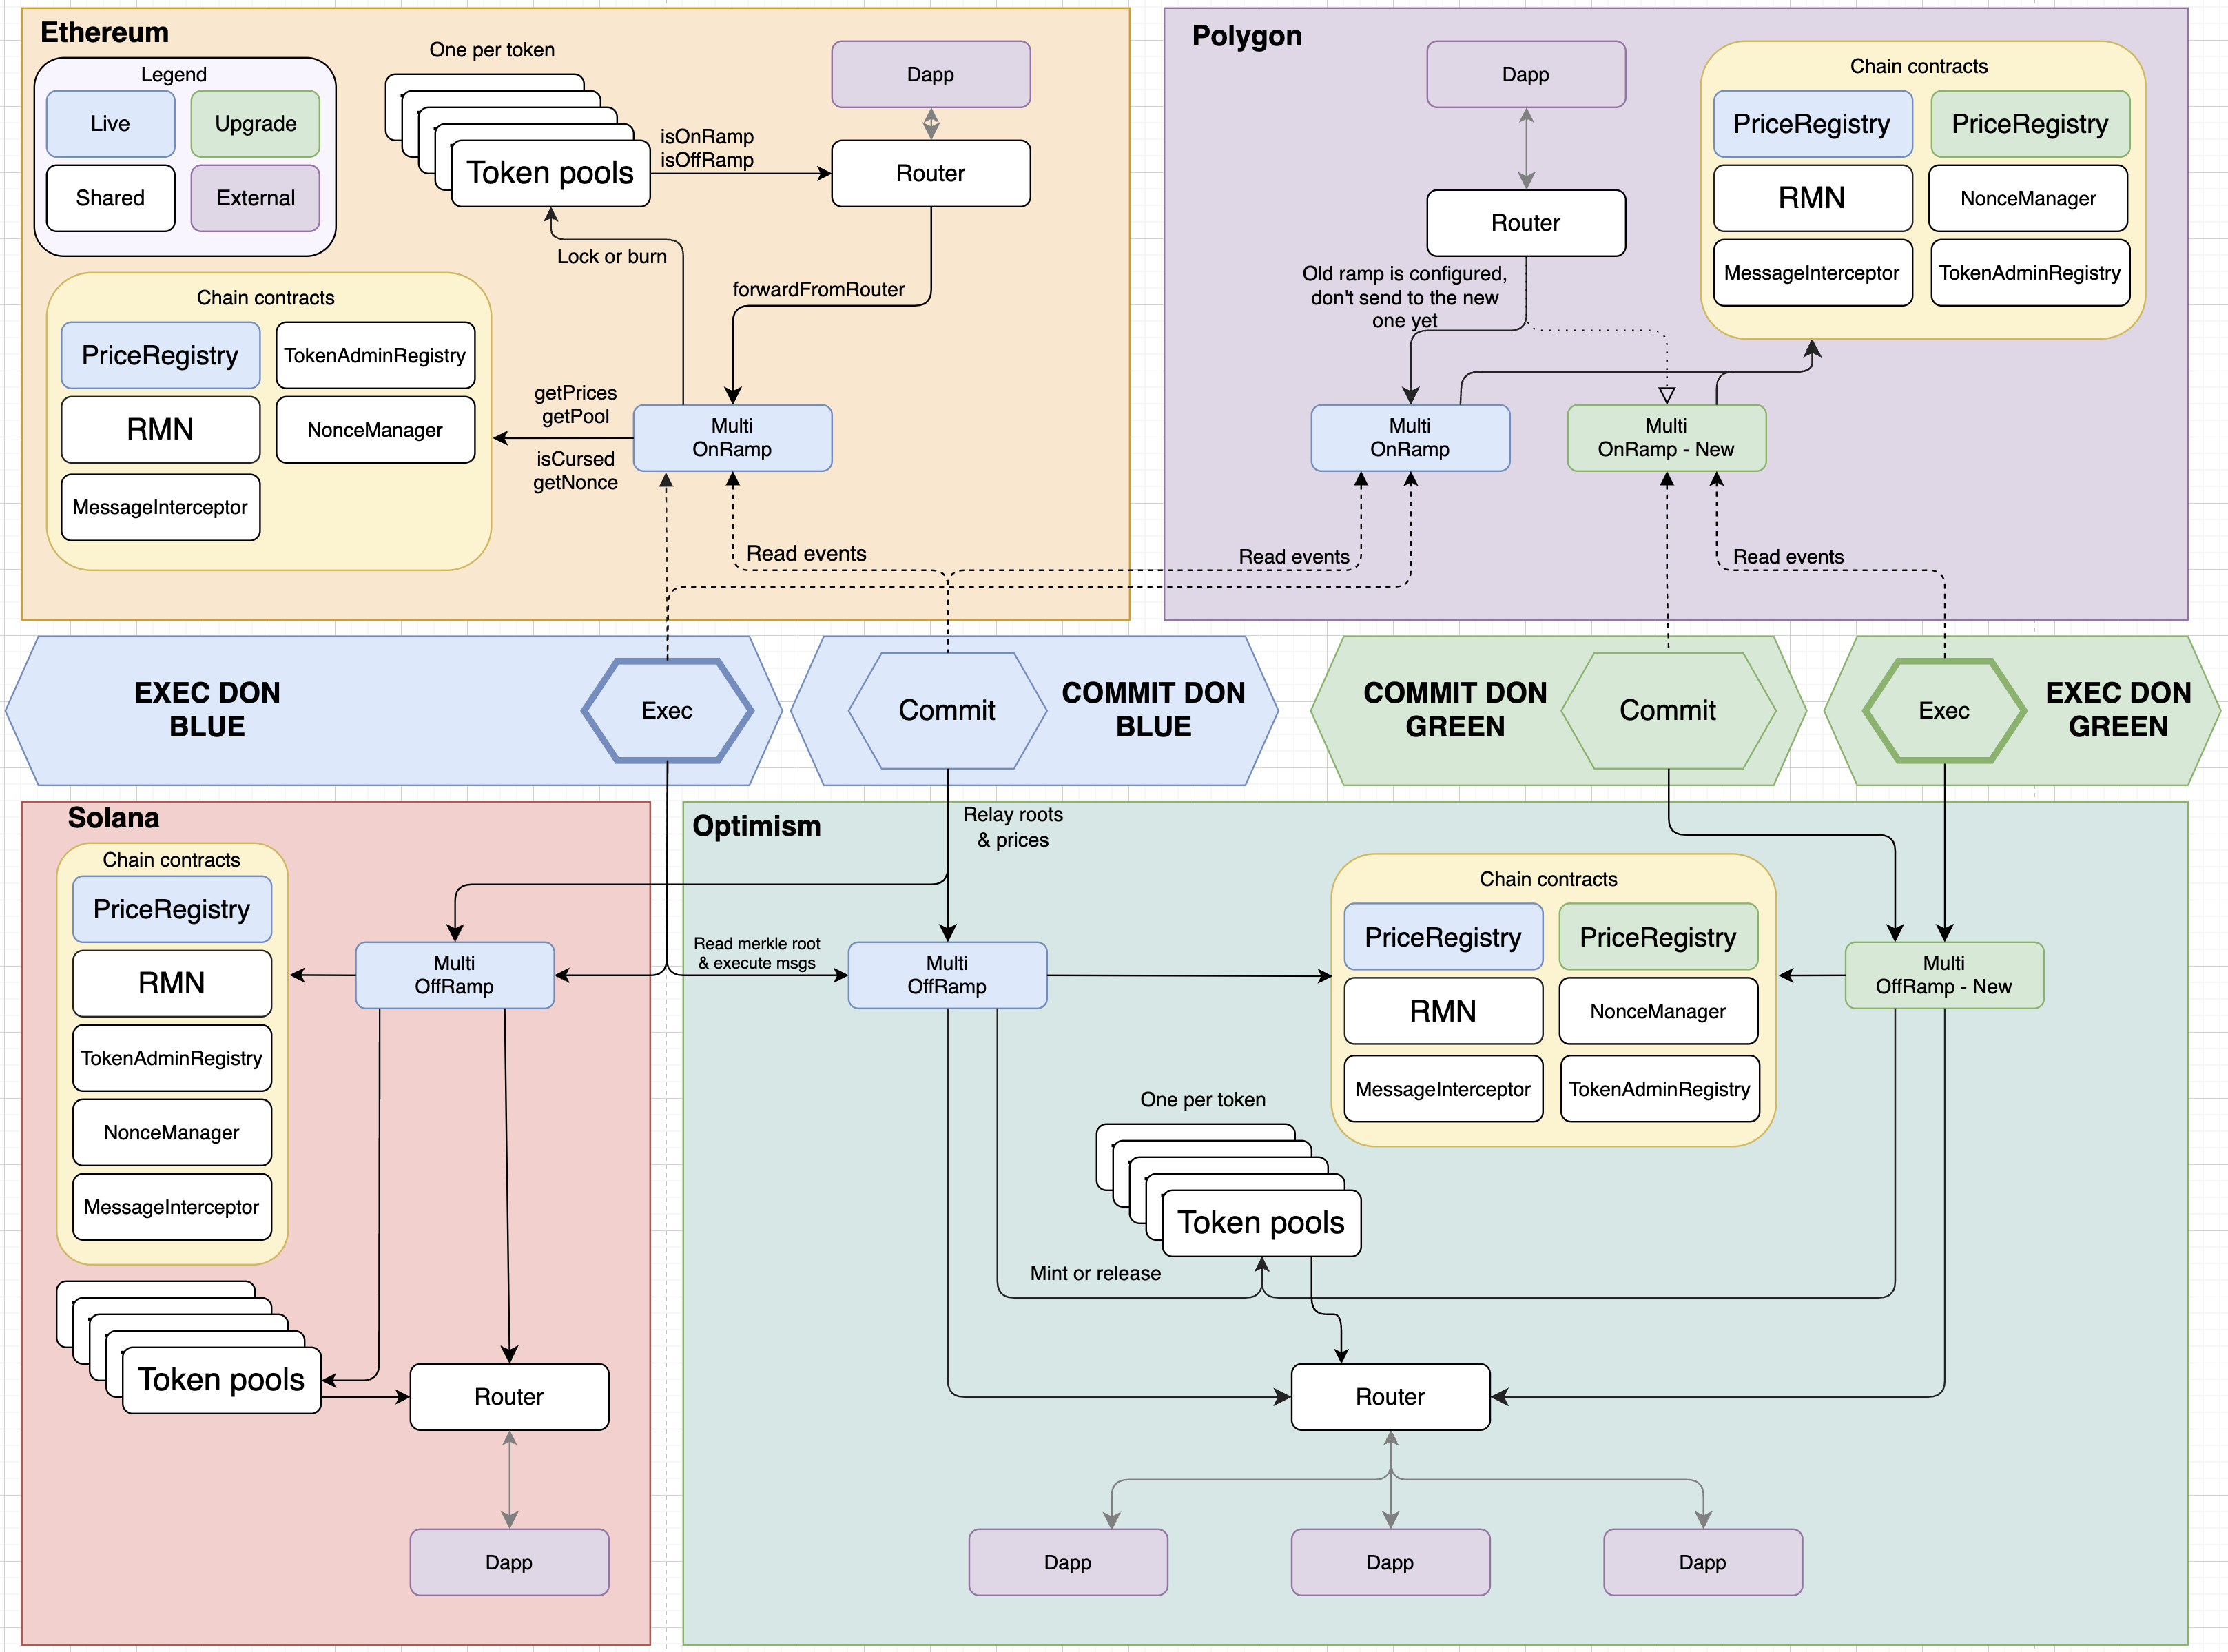 Ethereum
Legend
Live
Upgrade
Shared
External
One per token
Token pools
isOnRamp
isOffRamp
Dapp
Router
Lock or burn
forwardFromRouter
Chain contracts
PriceRegistry
TokenAdminRegistry
RMN
NonceManager
MessageInterceptor
getPrices
getPool
isCursed
getNonce
Multi
OnRamp
Read events
Polygon
Dapp
Router
Old ramp is configured,
don't send to the new
one yet
Chain contracts
PriceRegistry
PriceRegistry
RMN
NonceManager
MessageInterceptor
TokenAdminRegistry
Multi
OnRamp
Multi
OnRamp - New
Read events
Read events
EXEC DON
BLUE
Exec
Commit
COMMIT DON
BLUE
COMMIT DON
GREEN
Commit
Exec
EXEC DON
GREEN
Solana
Chain contracts
PriceRegistry
RMN
TokenAdminRegistry
NonceManager
MessageInterceptor
Multi
OffRamp
Token pools
Router
Dapp
Optimism
Relay roots
& prices
Read merkle root
& execute msgs
Multi
OffRamp
Chain contracts
PriceRegistry
PriceRegistry
RMN
NonceManager
MessageInterceptor
TokenAdminRegistry
Multi
OffRamp - New
One per token
Token pools
Mint or release
Router
Dapp
Dapp
Dapp